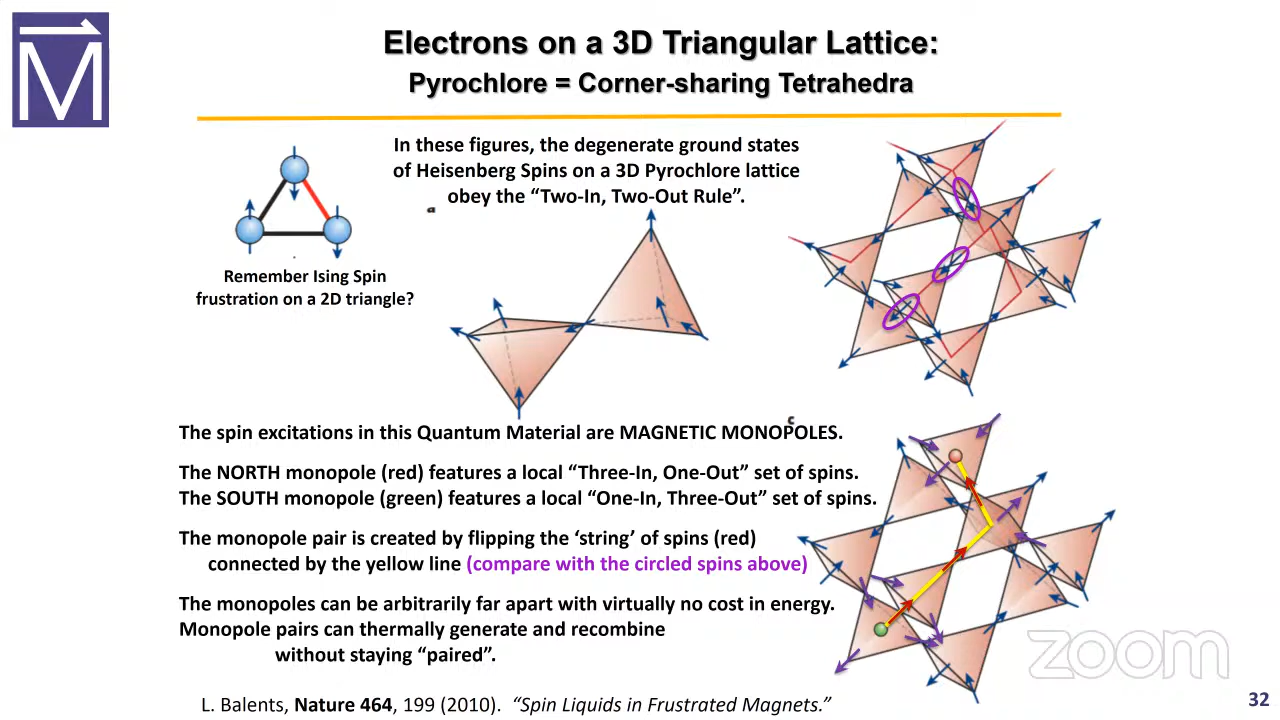 M
Electrons on a 3D Triangular Lattice:
Pyrochlore = Corner-sharing Tetrahedra
In these figures, the degenerate ground states
of Heisenberg Spins on a 3D Pyrochlore lattice
obey the “Two-In, Two-Out Rule”.
a
Remember Ising Spin
frustration on a 2D triangle?
c
The spin excitations in this Quantum Material are MAGNETIC MONOPOLES.
The NORTH monopole (red) features a local “Three-In, One-Out” set of spins.
The SOUTH monopole (green) features a local “One-In, Three-Out” set of spins.
The monopole pair is created by flipping the ‘string’ of spins (red)
connected by the yellow line (compare with the circled spins above)
The monopoles can be arbitrarily far apart with virtually no cost in energy.
Monopole pairs can thermally generate and recombine
without staying “paired”.
zoom
L. Balents, Nature 464, 199 (2010). “Spin Liquids in Frustrated Magnets.”
32